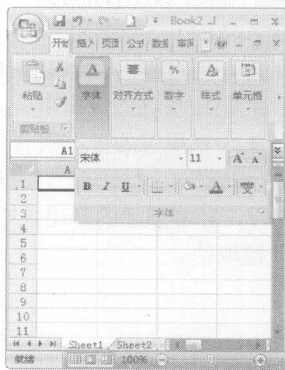 Book2
开始 插入 页面 公式 数据 审阅
粘贴 字体 对齐方式 数字 样式 单元格
剪贴板
A1 宋体 11 A A
A
B I U A
字体
1
2
3
4
5
6
7
8
9
10
11
Sheet1 Sheet2
就绪 100%